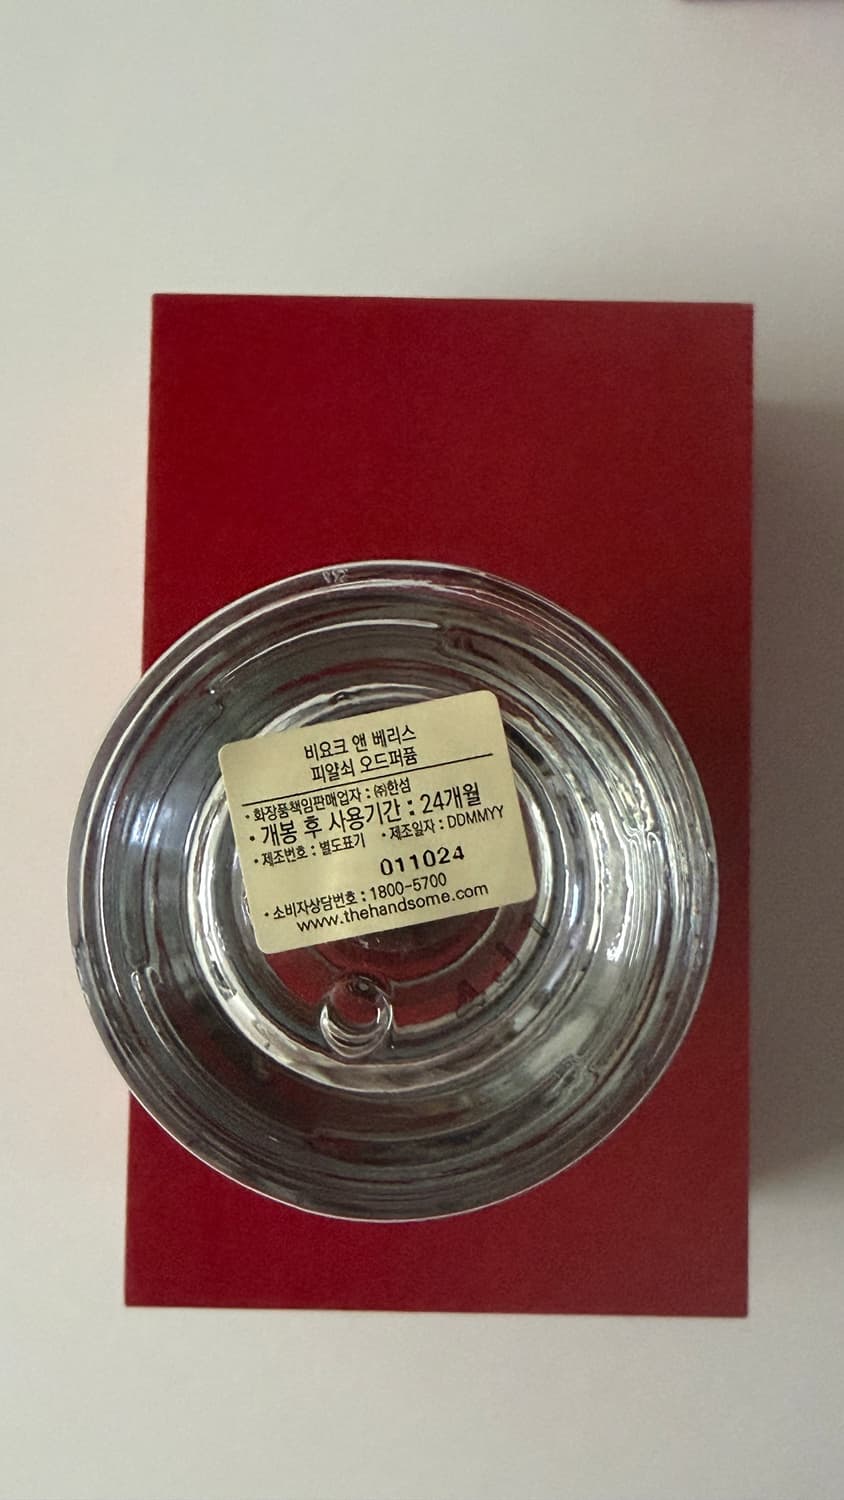 비요크 앤 베리스
피얄쇠 오드퍼퓸
• 화장품책임판매업자 : ㈜한섬
• 개봉 후 사용기간 : 24개월
• 제조번호 : 별도표기 • 제조일자 : DDMMYY
011024
• 소비자상담번호 : 1800-5700
www.thehandsome.com